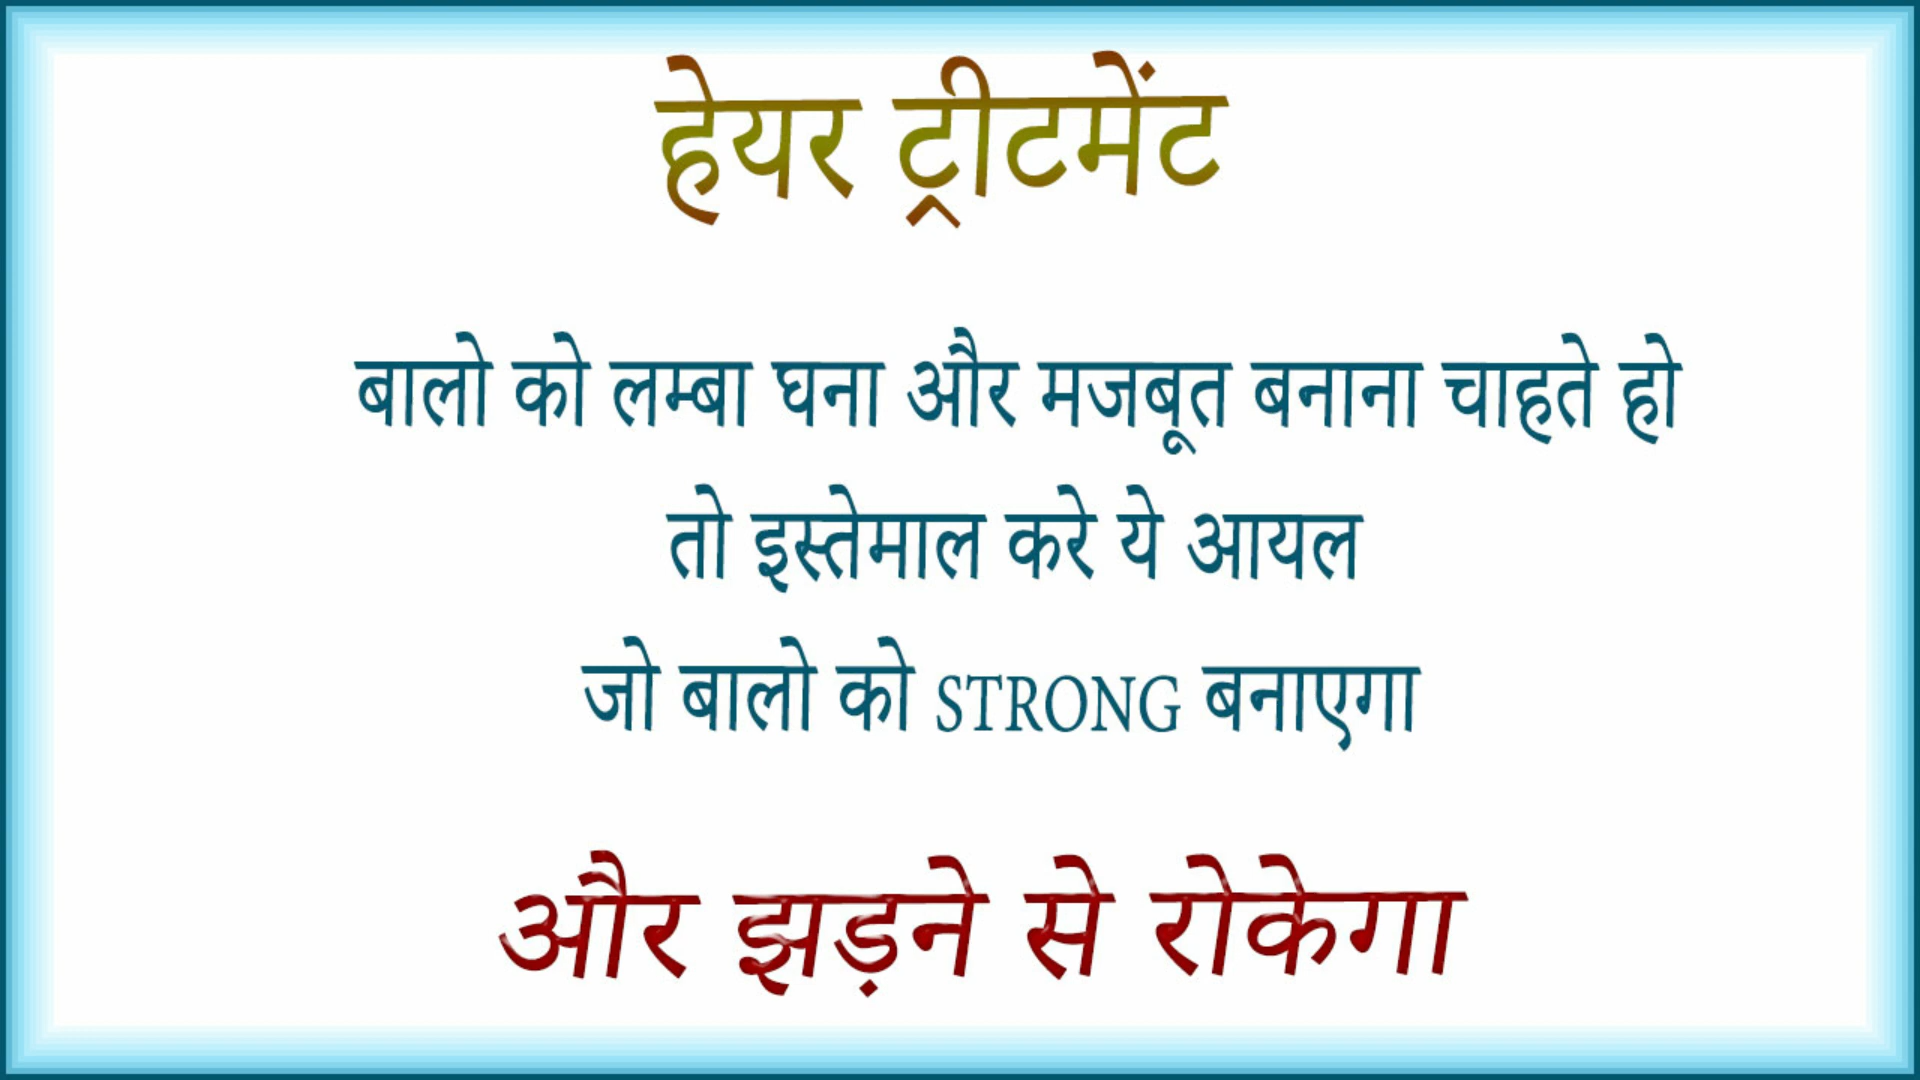 हेयर ट्रीटमेंट
बालो को लम्बा घना और मजबूत बनाना चाहते हो
तो इस्तेमाल करे ये आयल
जो बालो को STRONG बनाएगा
और झड़ने से रोकेगा